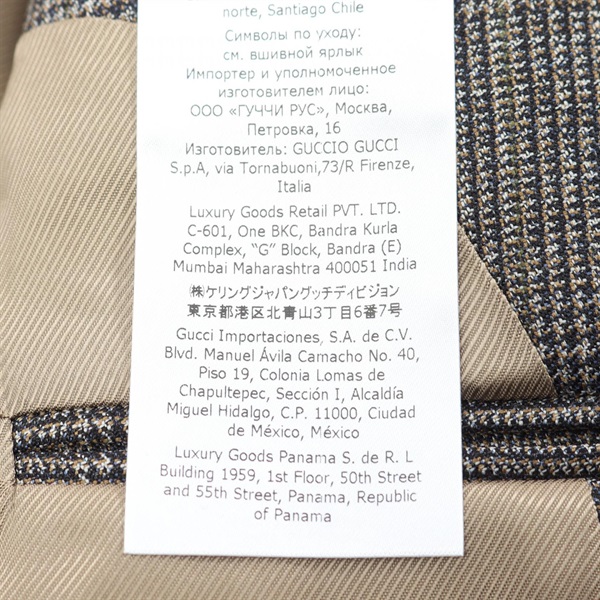 norte, Santiago Chile
Символы по уходу:
см. вшивной ярлык
Импортер и уполномоченное
изготовителем лицо:
ООО «ГУЧЧИ РУС», Москва,
Петровка, 16
Изготовитель: GUCCIO GUCCI
S.p.A, via Tornabuoni,73/R Firenze,
Italia
Luxury Goods Retail PVT. LTD.
C-601, One BKC, Bandra Kurla
Complex, “G” Block, Bandra (E)
Mumbai Maharashtra 400051 India
㈱ケリングジャパングッチディビジョン
東京都港区北青山3丁目6番7号
Gucci Importaciones, S.A. de C.V.
Blvd. Manuel Ávila Camacho No. 40,
Piso 19, Colonia Lomas de
Chapultepec, Sección I, Alcaldía
Miguel Hidalgo, C.P. 11000, Ciudad
de México, México
Luxury Goods Panama S. de R. L
Building 1959, 1st Floor, 50th Street
and 55th Street, Panama, Republic
of Panama